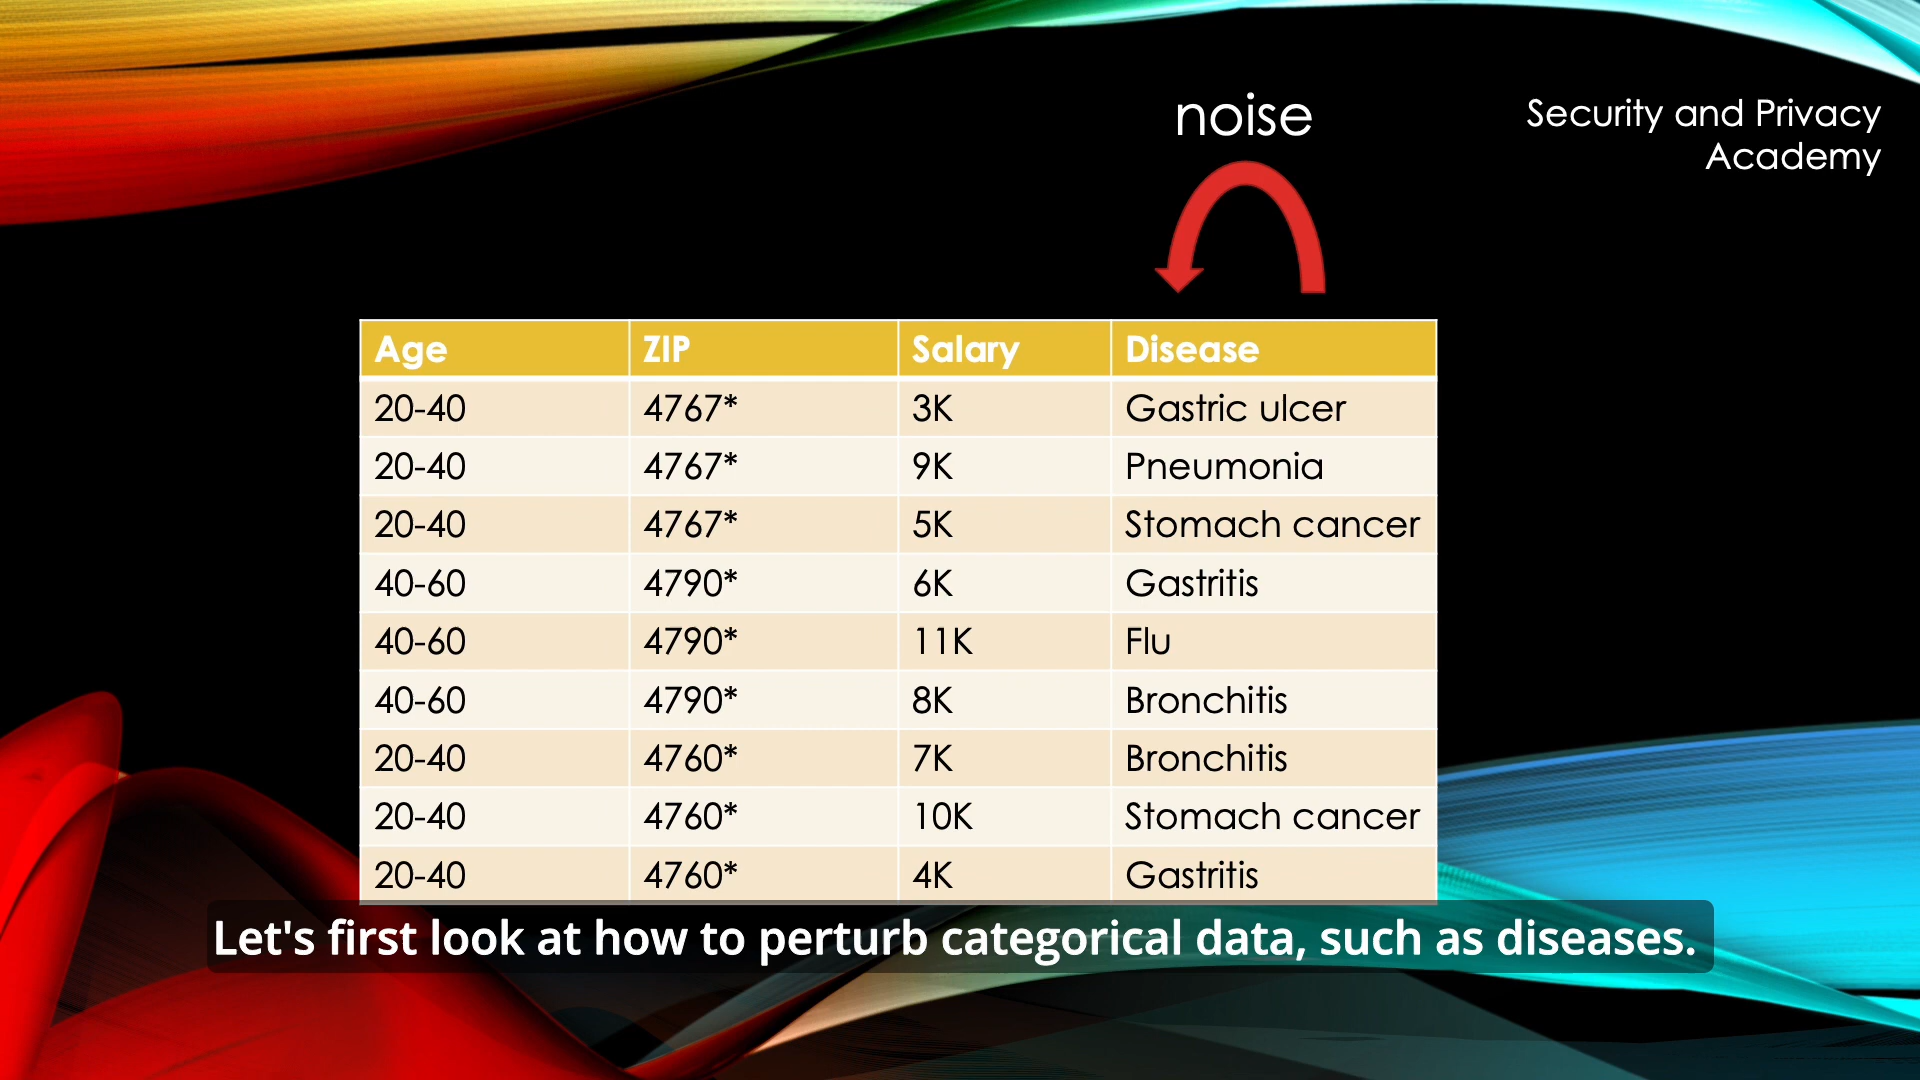 noise
Security and Privacy
Academy
Age ZIP Salary Disease
20-40 4767* 3K Gastric ulcer
20-40 4767* 9K Pneumonia
20-40 4767* 5K Stomach cancer
40-60 4790* 6K Gastritis
40-60 4790* 11K Flu
40-60 4790* 8K Bronchitis
20-40 4760* 7K Bronchitis
20-40 4760* 10K Stomach cancer
20-40 4760* 4K Gastritis
Let's first look at how to perturb categorical data, such as diseases.